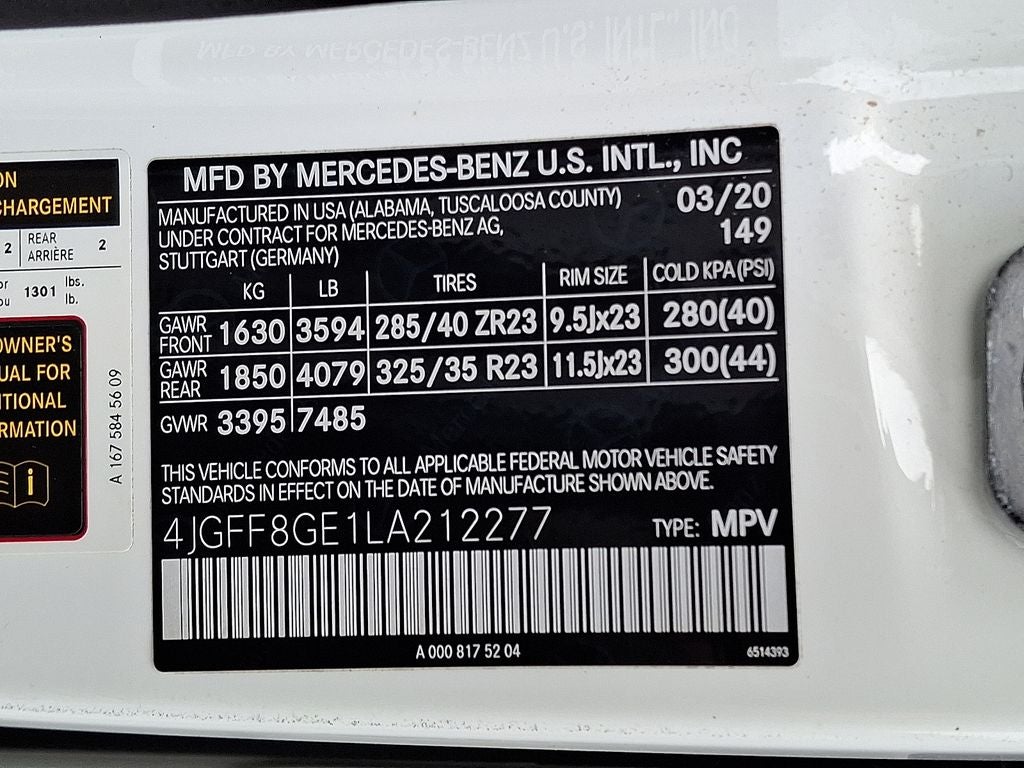 ON
CHARGEMENT
2 REAR ARRIÈRE 2
or ou 1301 lbs. lb.
OWNER'S
UAL FOR
ITIONAL
RMATION
i
A 167 584 56 09
MFD BY MERCEDES-BENZ U.S. INTL., INC
MANUFACTURED IN USA (ALABAMA, TUSCALOOSA COUNTY) 03/20
UNDER CONTRACT FOR MERCEDES-BENZ AG, 149
STUTTGART (GERMANY)
KG LB TIRES RIM SIZE COLD KPA (PSI)
GAWR FRONT 1630 3594 285/40 ZR23 9.5Jx23 280(40)
GAWR REAR 1850 4079 325/35 R23 11.5Jx23 300(44)
GVWR 3395 7485
THIS VEHICLE CONFORMS TO ALL APPLICABLE FEDERAL MOTOR VEHICLE SAFETY
STANDARDS IN EFFECT ON THE DATE OF MANUFACTURE SHOWN ABOVE.
4JGFF8GE1LA212277 TYPE: MPV
A 000 817 52 04 6514393